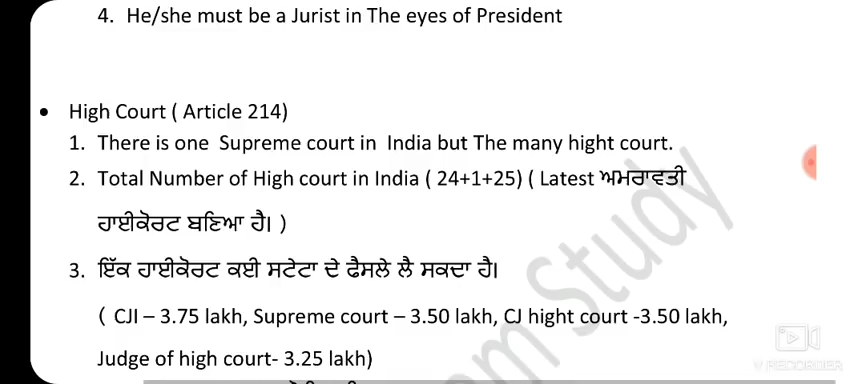 4. He/she must be a Jurist in The eyes of President
• High Court ( Article 214)
1. There is one Supreme court in India but The many hight court.
2. Total Number of High court in India ( 24+1+25) ( Latest ਅਮਰਾਵਤੀ
ਹਾਈਕੋਰਟ ਬਣਿਆ ਹੈ। )
3. ਇੱਕ ਹਾਈਕੋਰਟ ਕਈ ਸਟੇਟਾ ਦੇ ਫੈਸਲੇ ਲੈ ਸਕਦਾ ਹੈ।
( CJI – 3.75 lakh, Supreme court – 3.50 lakh, CJ hight court -3.50 lakh,
Judge of high court- 3.25 lakh)
om Study
V RECORDER